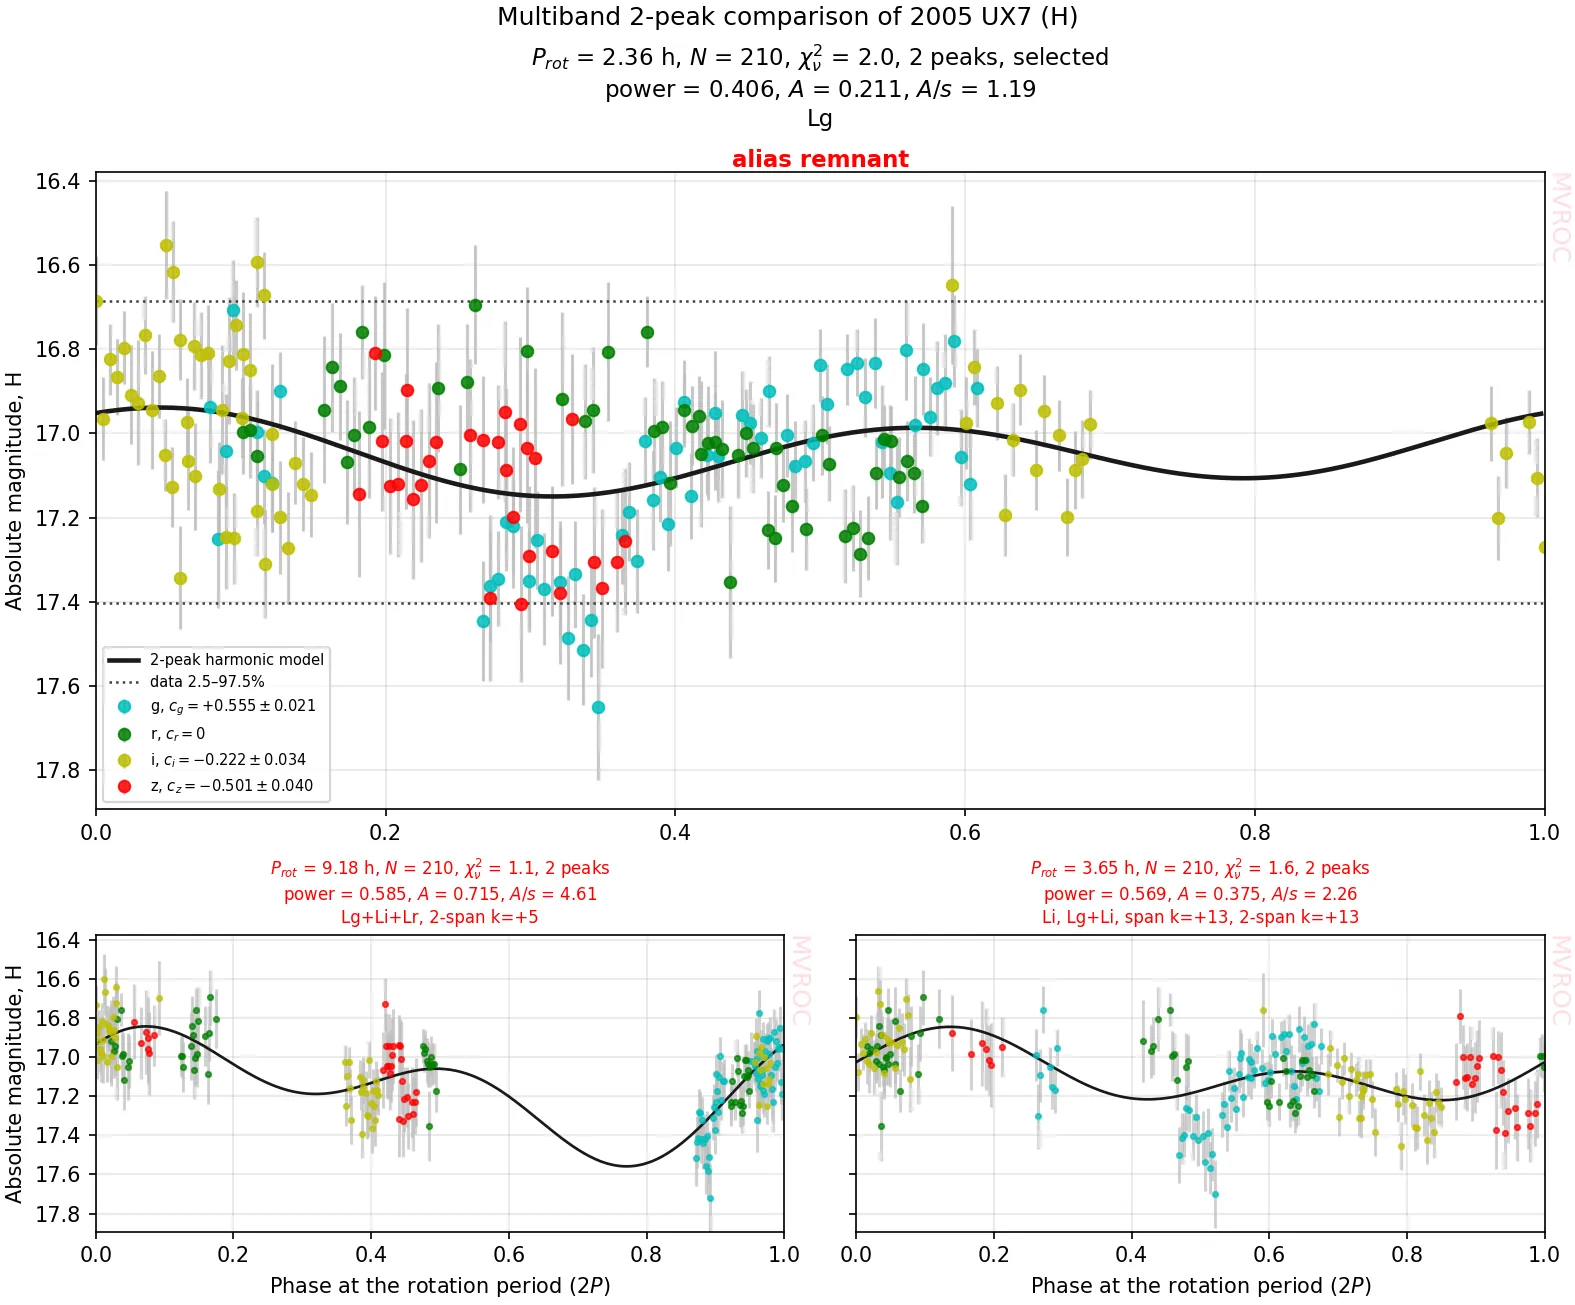 Multiband 2-peak comparison of 2005 UX7 (H)
P_rot = 2.36 h, N = 210, χ²_ν = 2.0, 2 peaks, selected
power = 0.406, A = 0.211, A/s = 1.19
Lg
alias remnant
MVROC
Absolute magnitude, H
16.4
16.6
16.8
17.0
17.2
17.4
17.6
17.8
2-peak harmonic model
data 2.5–97.5%
g, c_g = +0.555 ± 0.021
r, c_r = 0
i, c_i = −0.222 ± 0.034
z, c_z = −0.501 ± 0.040
0.0 0.2 0.4 0.6 0.8 1.0
P_rot = 9.18 h, N = 210, χ²_ν = 1.1, 2 peaks
power = 0.585, A = 0.715, A/s = 4.61
Lg+Li+Lr, 2-span k=+5
MVROC
Absolute magnitude, H
16.4
16.6
16.8
17.0
17.2
17.4
17.6
17.8
0.0 0.2 0.4 0.6 0.8 1.0
Phase at the rotation period (2P)
P_rot = 3.65 h, N = 210, χ²_ν = 1.6, 2 peaks
power = 0.569, A = 0.375, A/s = 2.26
Li, Lg+Li, span k=+13, 2-span k=+13
MVROC
0.0 0.2 0.4 0.6 0.8 1.0
Phase at the rotation period (2P)